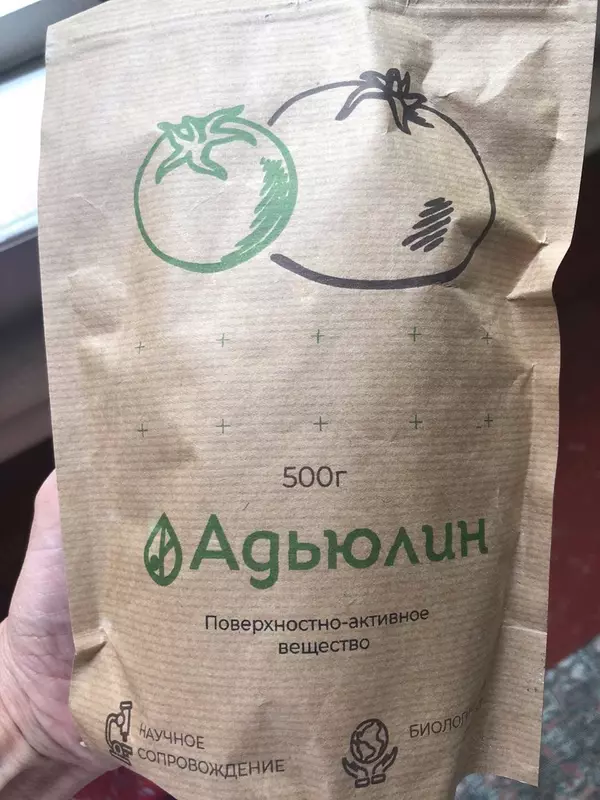 500г
Адьюлин
Поверхностно-активное
вещество
НАУЧНОЕ
СОПРОВОЖДЕНИЕ